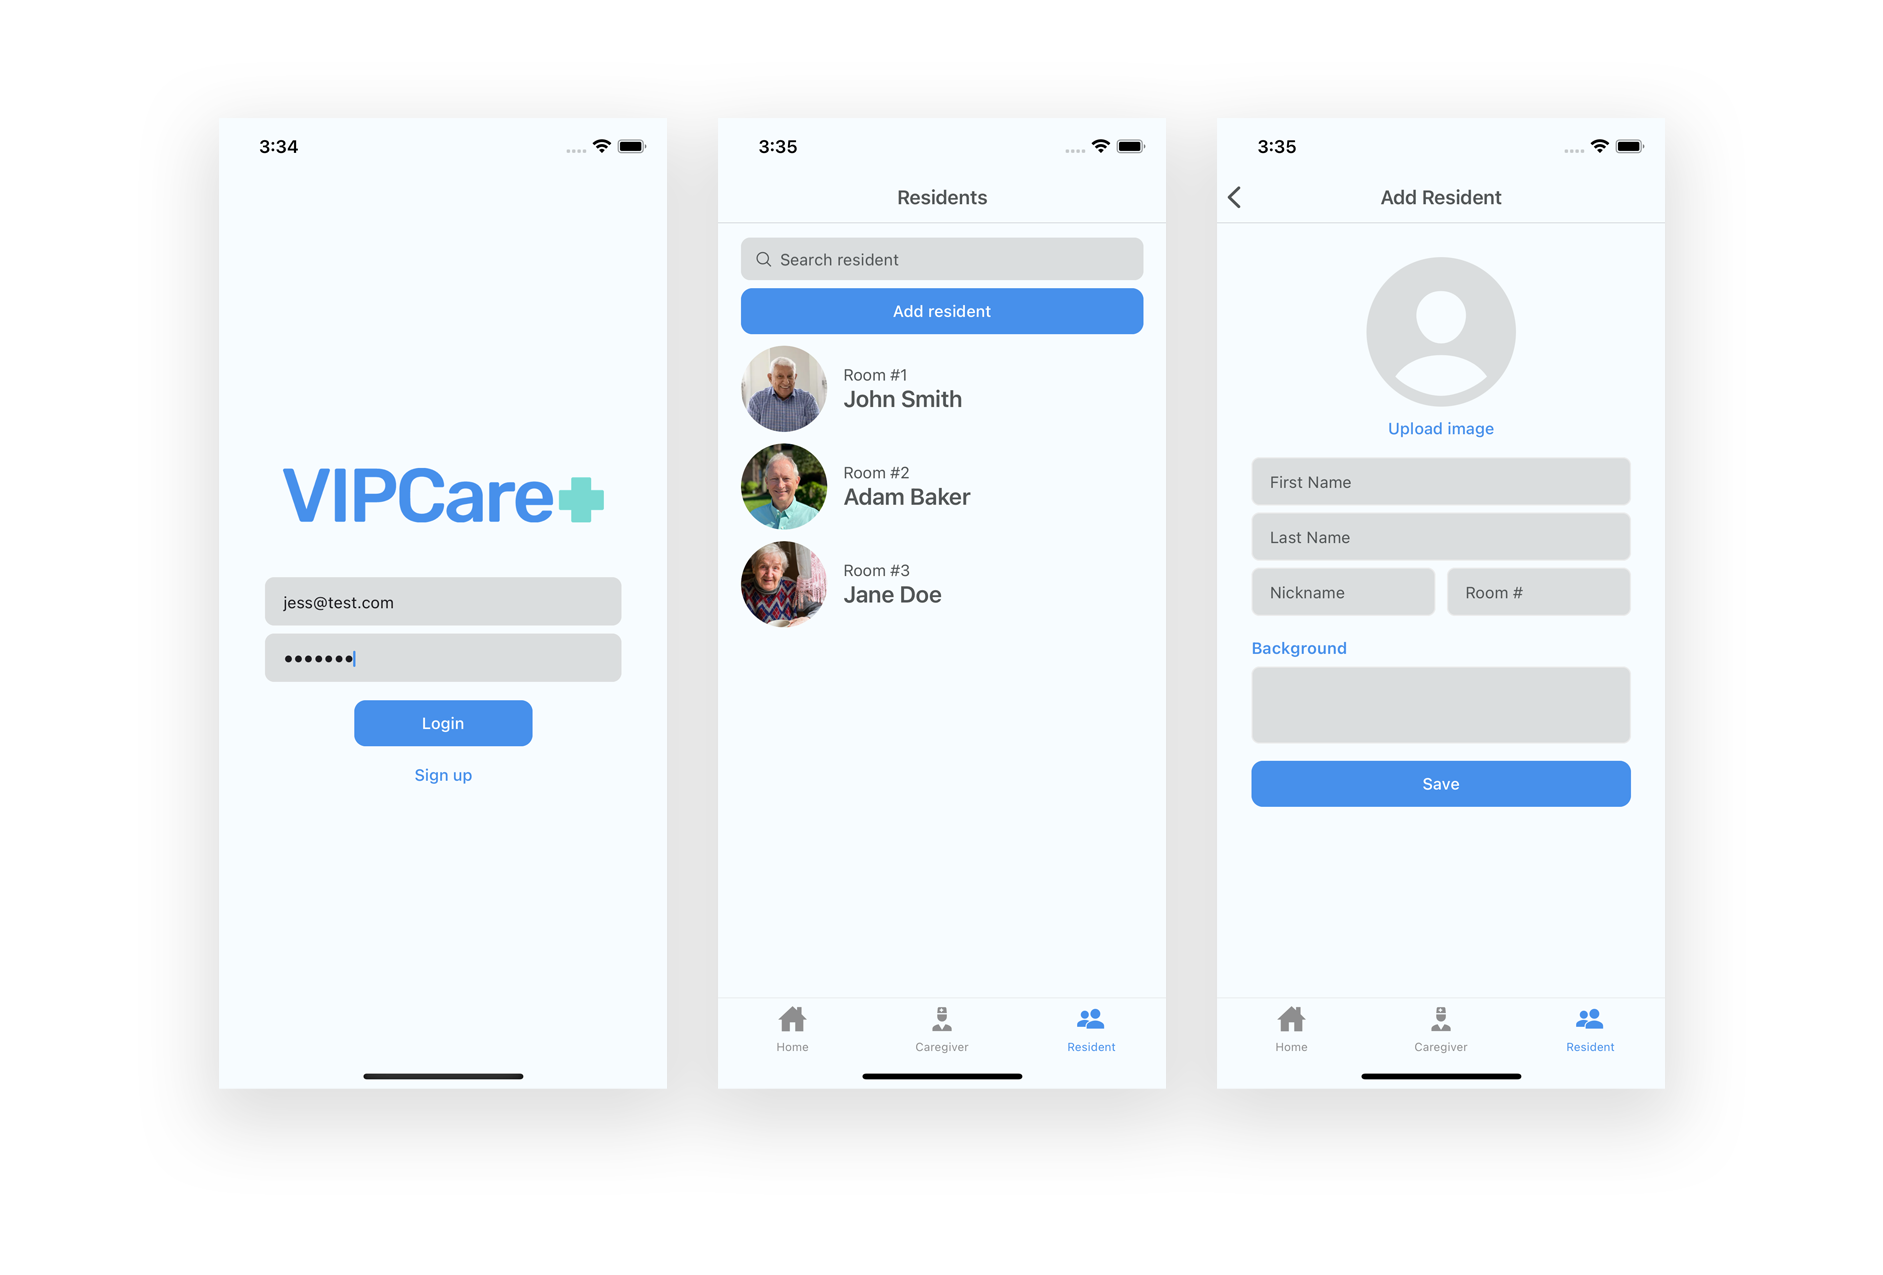 3:34
VIPCare
jess@test.com
•••••••
Login
Sign up
3:35
Residents
Search resident
Add resident
Room #1
John Smith
Room #2
Adam Baker
Room #3
Jane Doe
Home
Caregiver
Resident
3:35
Add Resident
Upload image
First Name
Last Name
Nickname
Room #
Background
Save
Home
Caregiver
Resident